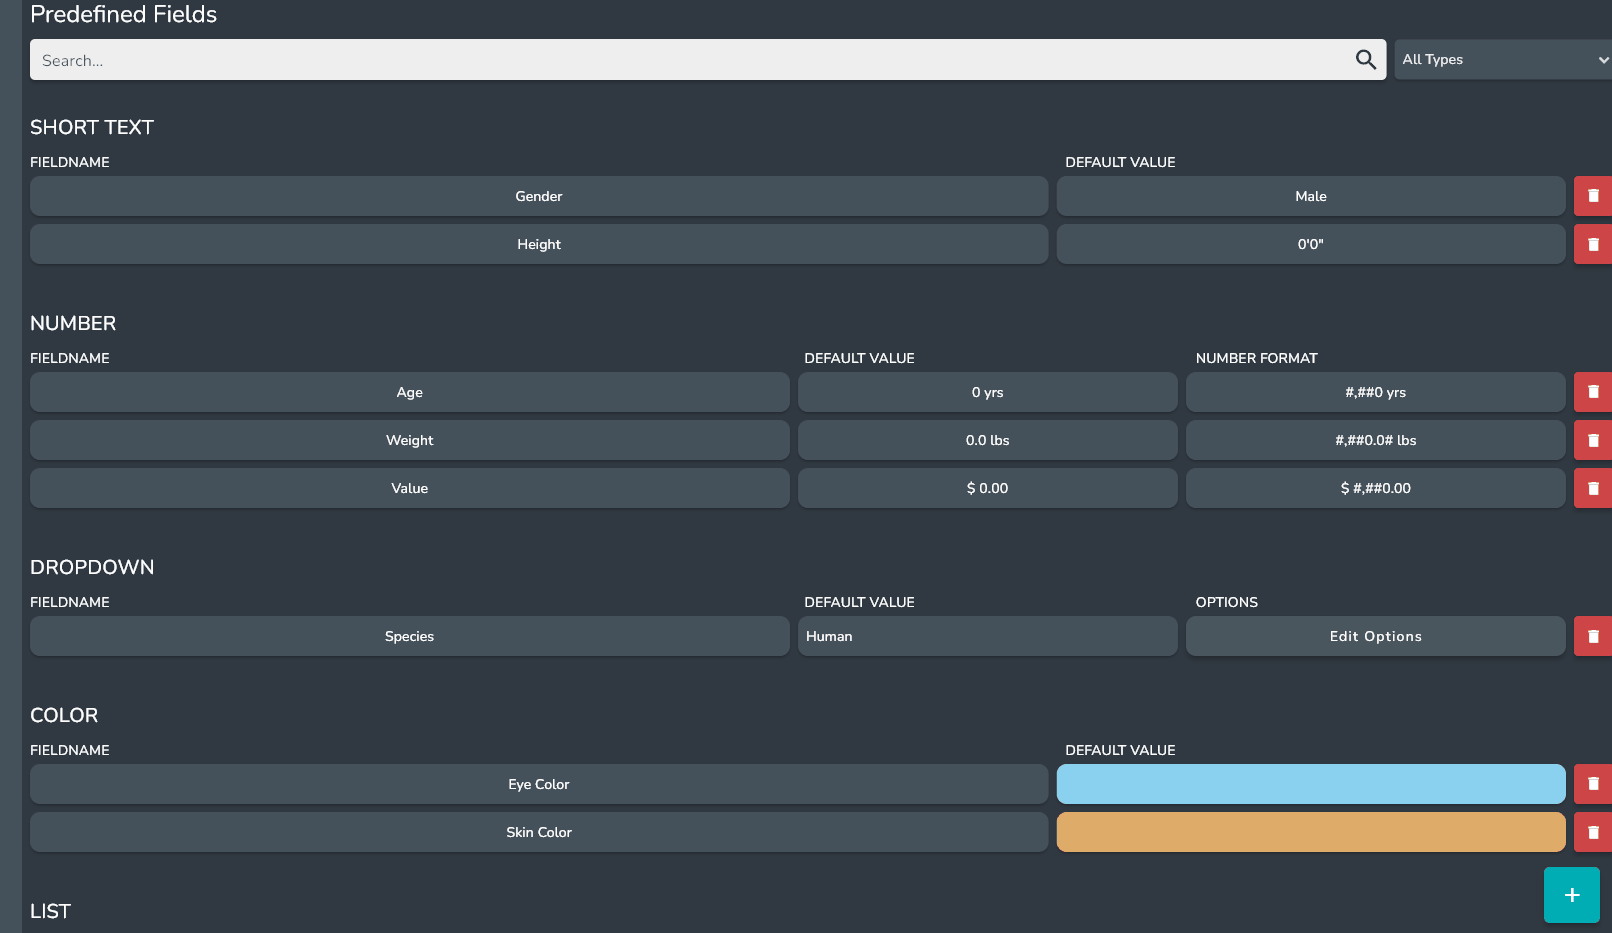 Predefined Fields
Search...
All Types
SHORT TEXT
FIELDNAME DEFAULT VALUE
Gender Male
Height 0'0"
NUMBER
FIELDNAME DEFAULT VALUE NUMBER FORMAT
Age 0 yrs #,##0 yrs
Weight 0.0 lbs #,##0.0# lbs
Value $ 0.00 $ #,##0.00
DROPDOWN
FIELDNAME DEFAULT VALUE OPTIONS
Species Human Edit Options
COLOR
FIELDNAME DEFAULT VALUE
Eye Color
Skin Color
+
LIST